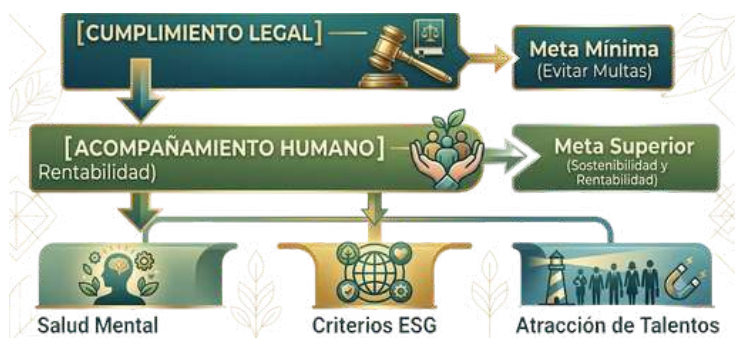 [CUMPLIMIENTO LEGAL]
Meta Mínima
(Evitar Multas)
[ACOMPAÑAMIENTO HUMANO]
Rentabilidad)
Meta Superior
(Sostenibilidad y
Rentabilidad)
Salud Mental
Criterios ESG
Atracción de Talentos